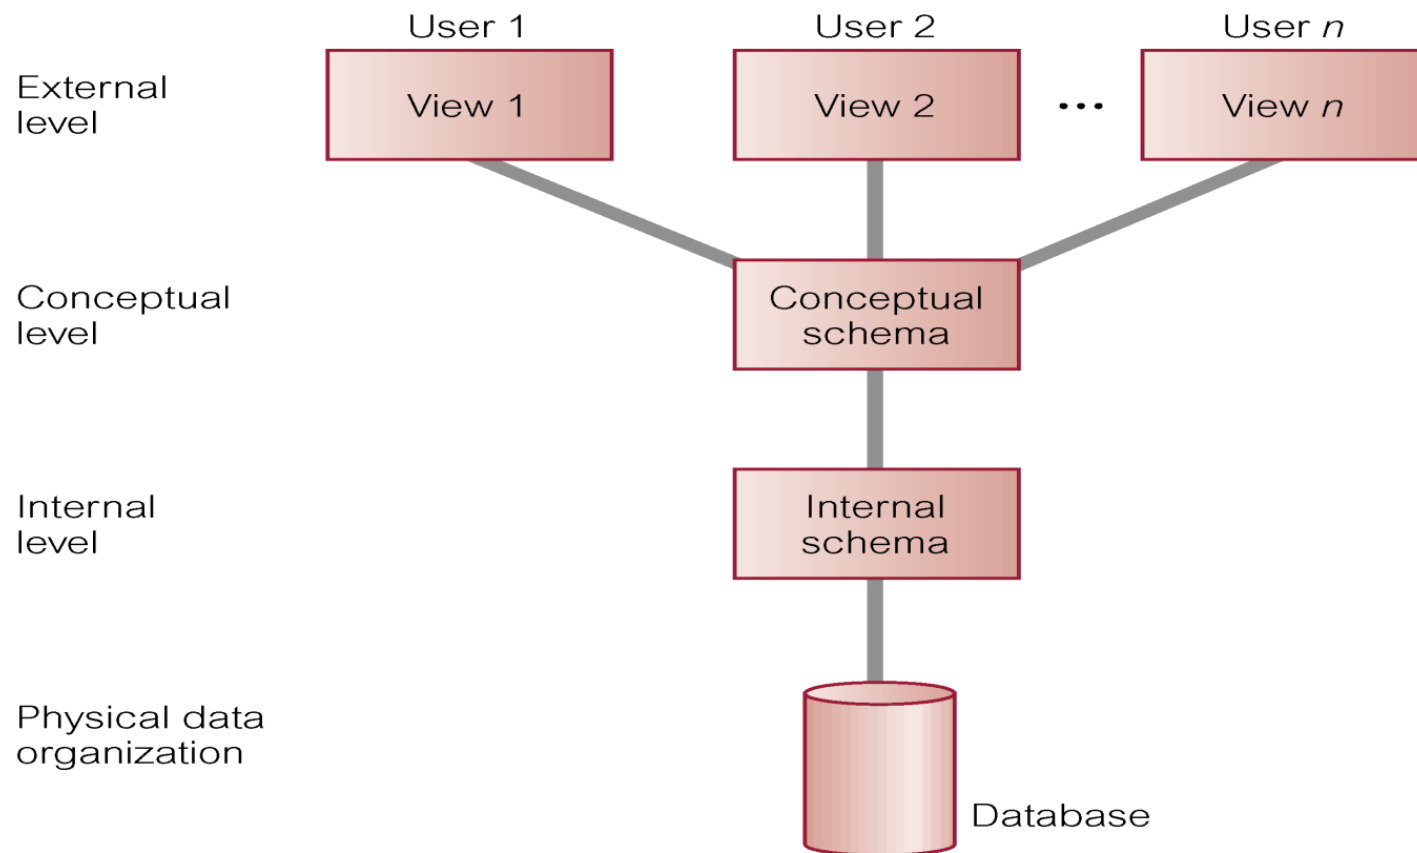 User 1
User 2
User n
External
level
View 1
View 2
...
View n
Conceptual
level
Conceptual
schema
Internal
level
Internal
schema
Physical data
organization
Database